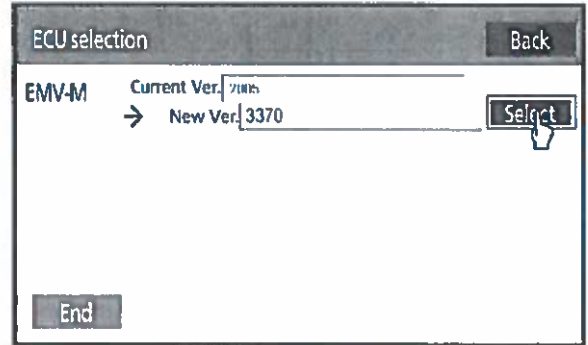 ECU selection Back
EMV-M Current Ver.
→ New Ver. 3370 Select
End